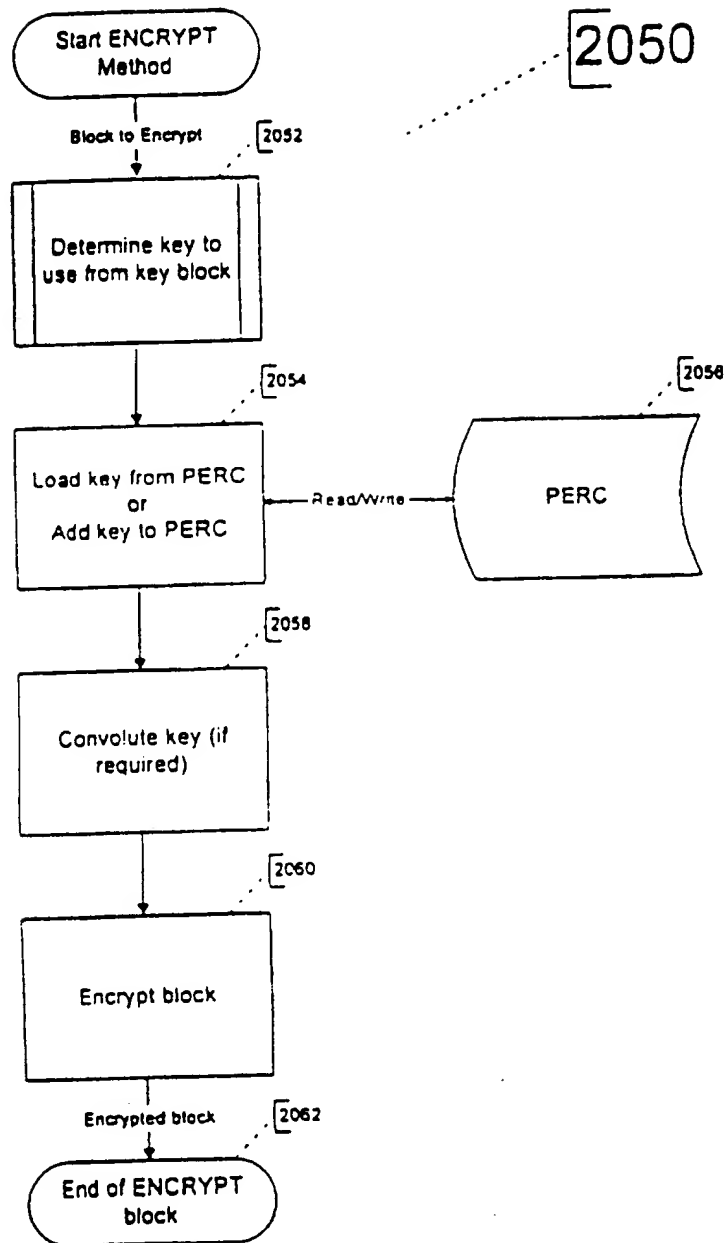 Start ENCRYPT
Method
2050
Block to Encrypt
2052
Determine key to
use from key block
2054
2056
Load key from PERC
or
Add key to PERC
Read/Write
PERC
2058
Convolute key (if
required)
2060
Encrypt block
Encrypted block
2062
End of ENCRYPT
block